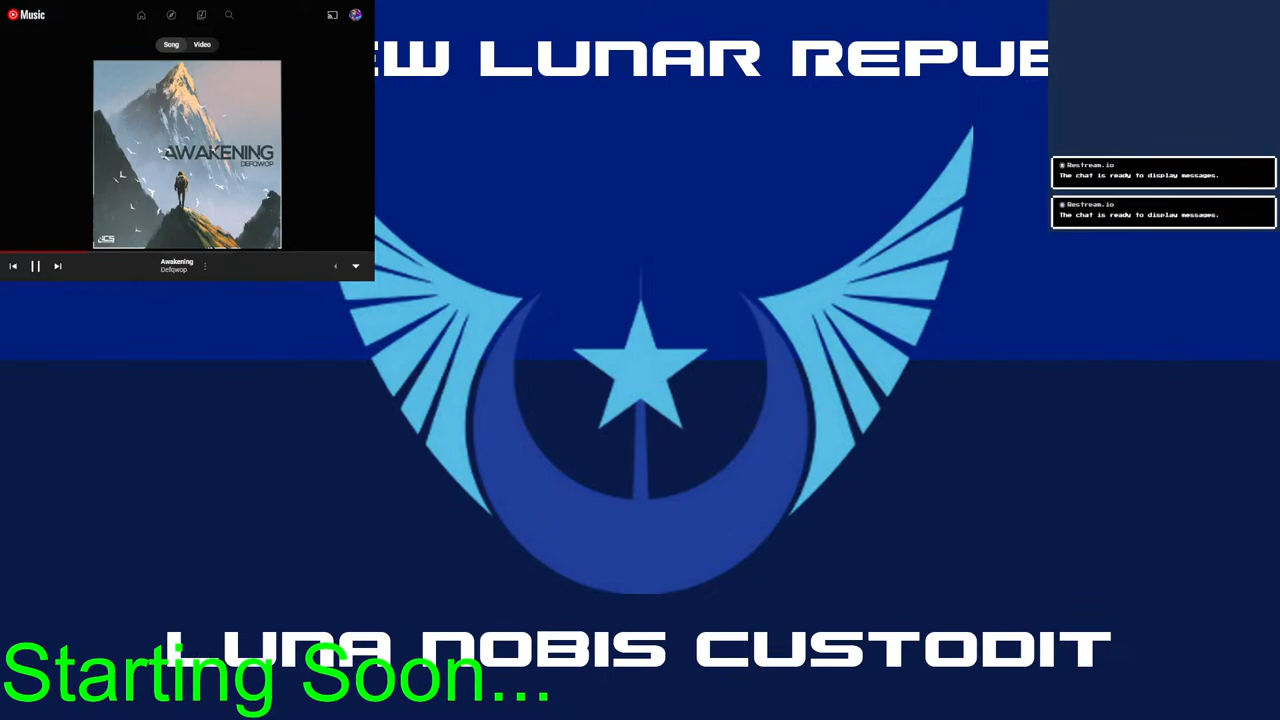 Music
Song Video
EW LUNAR REPUB
AWAKENING
DEFQWOP
NCS
Awakening
Defqwop
Restream.io
The chat is ready to display messages.
Restream.io
The chat is ready to display messages.
LUNA NOBIS CUSTODIT
Starting Soon...